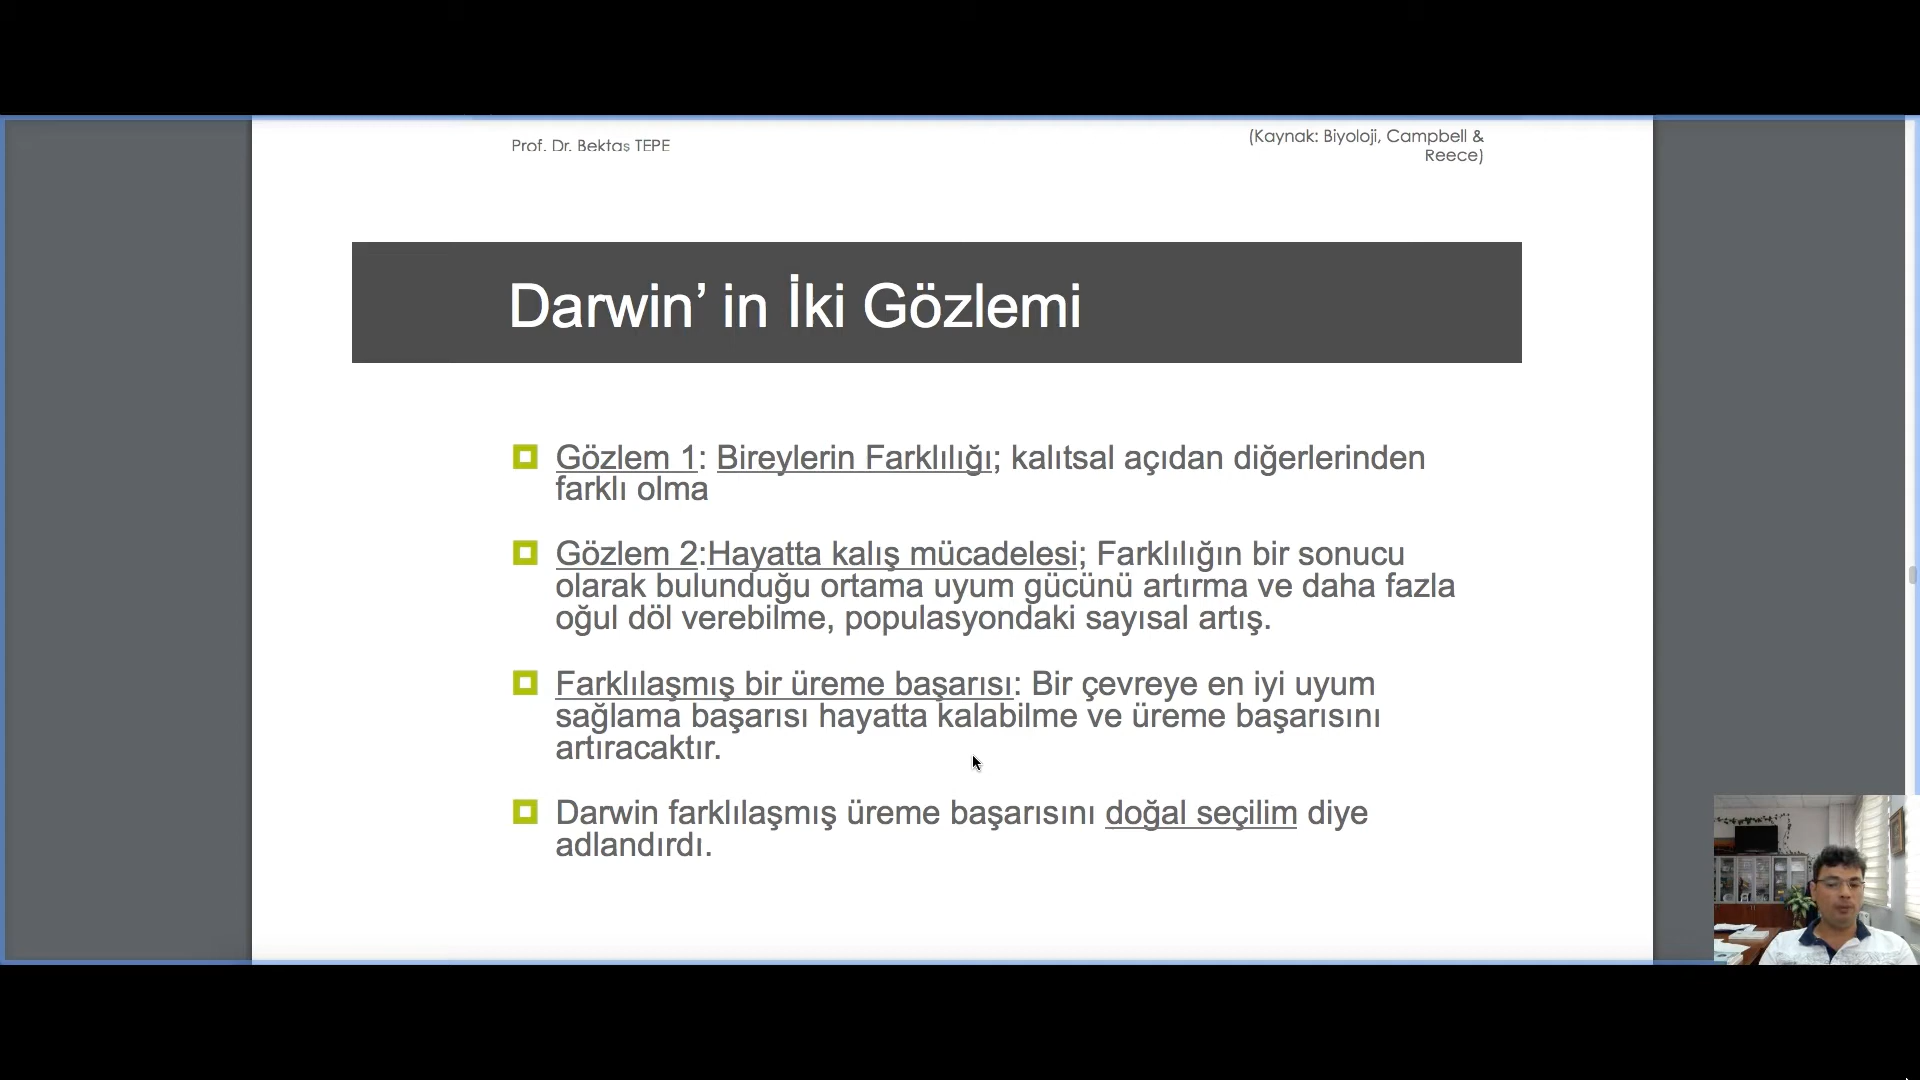 Prof. Dr. Bektaş TEPE
(Kaynak: Biyoloji, Campbell &
Reece)
Darwin’ in İki Gözlemi
Gözlem 1: Bireylerin Farklılığı; kalıtsal açıdan diğerlerinden
farklı olma
Gözlem 2:Hayatta kalış mücadelesi; Farklılığın bir sonucu
olarak bulunduğu ortama uyum gücünü artırma ve daha fazla
oğul döl verebilme, populasyondaki sayısal artış.
Farklılaşmış bir üreme başarısı: Bir çevreye en iyi uyum
sağlama başarısı hayatta kalabilme ve üreme başarısını
artıracaktır.
Darwin farklılaşmış üreme başarısını doğal seçilim diye
adlandırdı.